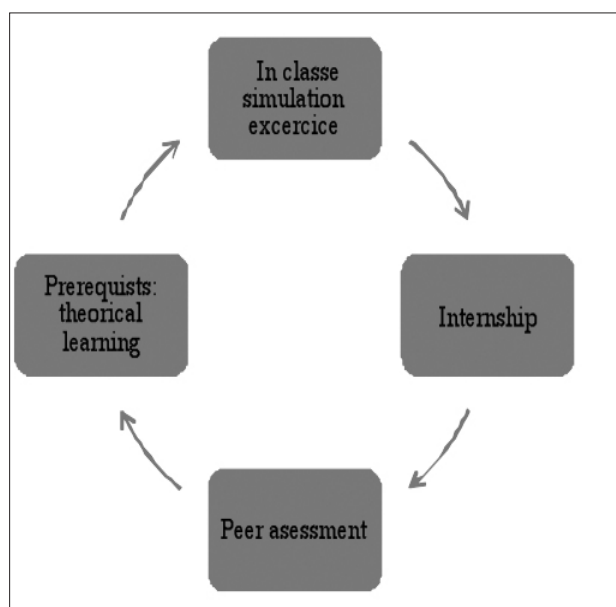 In classe
simulation
excercice
Prerequists:
theorical
learning
Internship
Peer asessment